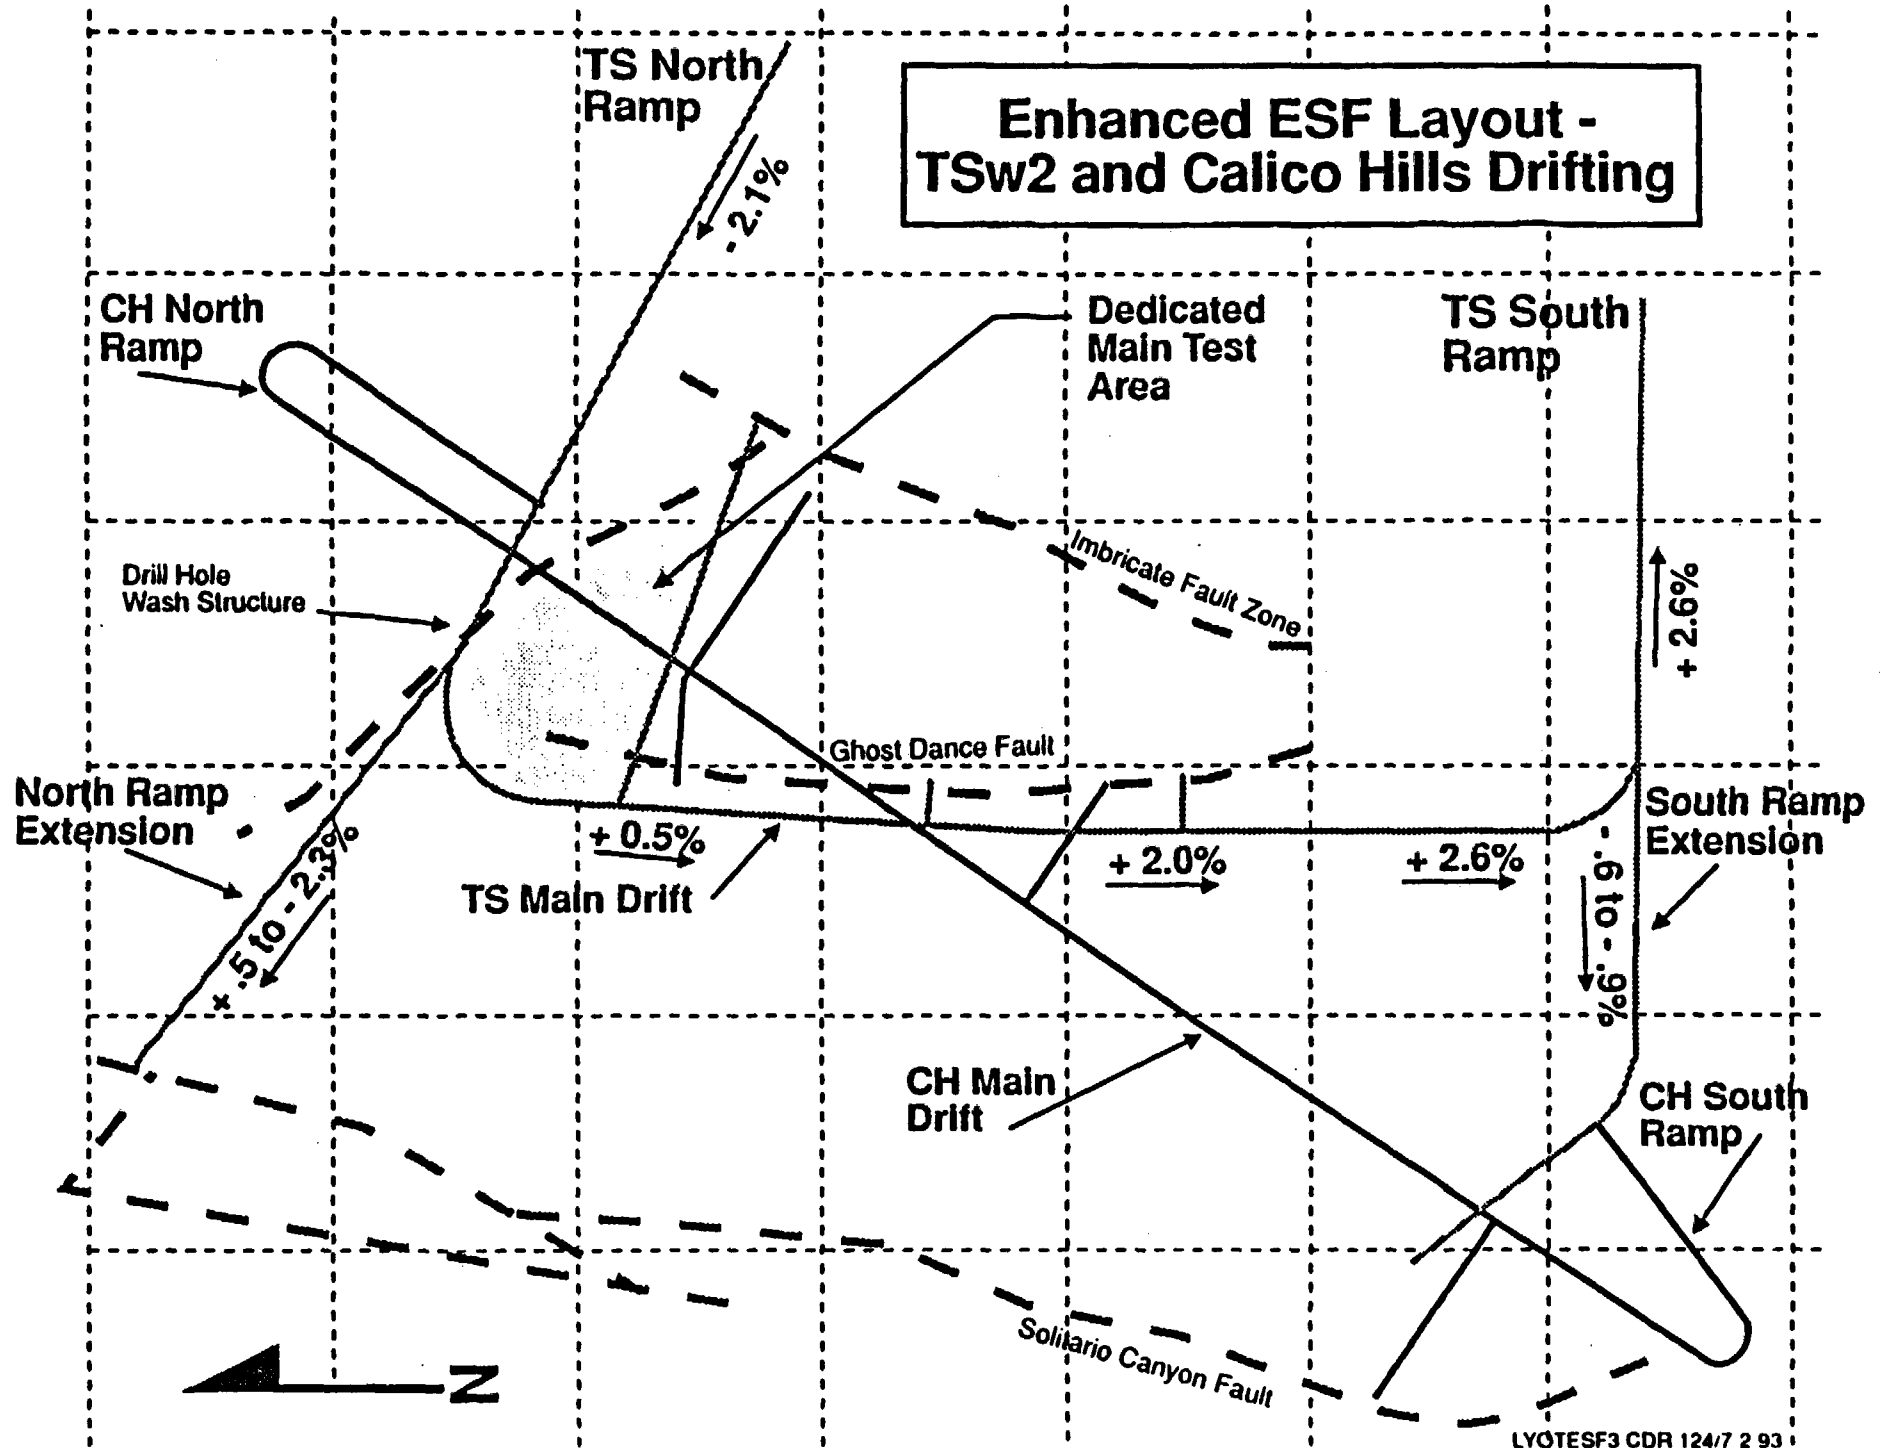 TS North
Ramp
Enhanced ESF Layout -
TSw2 and Calico Hills Drifting
- 2.1%
CH North
Ramp
Dedicated
Main Test
Area
TS South
Ramp
Imbricate Fault Zone
Drill Hole
Wash Structure
+ 2.6%
Ghost Dance Fault
North Ramp
Extension
South Ramp
Extension
+ 0.5%
+ 2.0%
+ 2.6%
TS Main Drift
+ .5 to - 2.3%
- .6 to - .9%
CH Main
Drift
CH South
Ramp
Solitario Canyon Fault
N
LYOTESF3 CDR 124/7 2 93